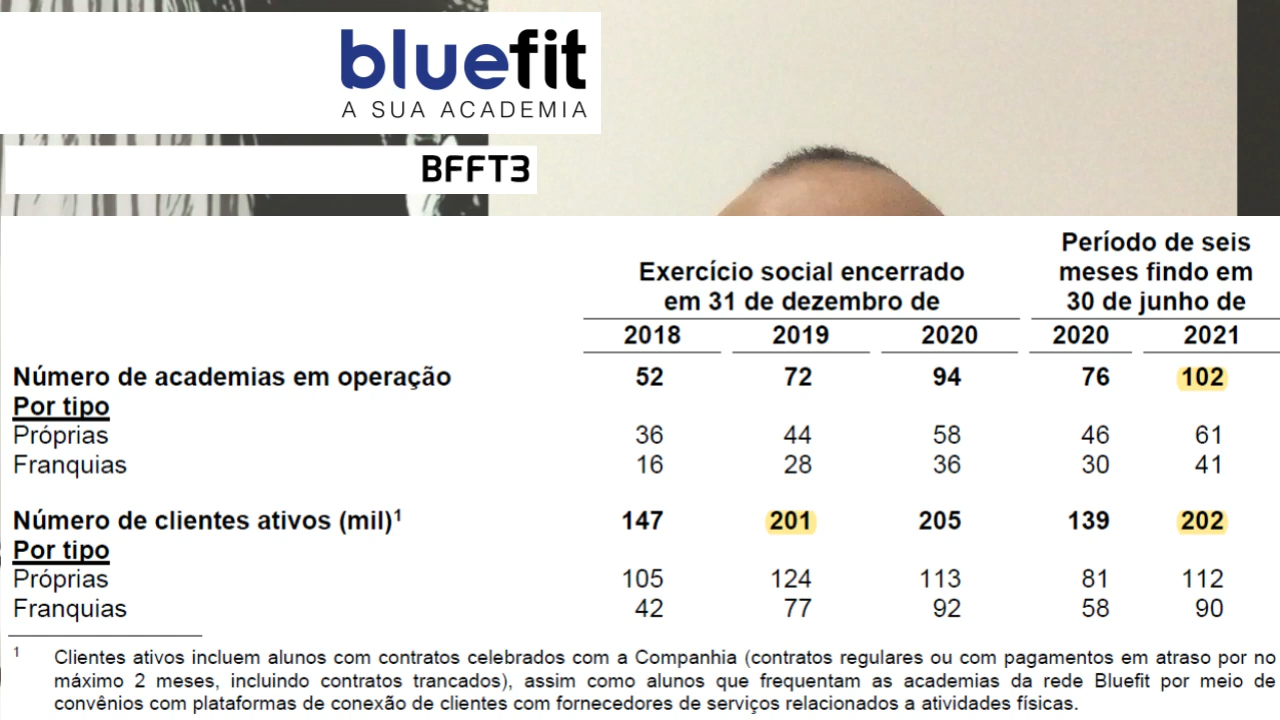 bluefit
A SUA ACADEMIA
BFFT3
Exercício social encerrado em 31 de dezembro de
Período de seis meses findo em 30 de junho de
2018 2019 2020 2020 2021
Número de academias em operação 52 72 94 76 102
Por tipo
Próprias 36 44 58 46 61
Franquias 16 28 36 30 41
Número de clientes ativos (mil)¹ 147 201 205 139 202
Por tipo
Próprias 105 124 113 81 112
Franquias 42 77 92 58 90
1 Clientes ativos incluem alunos com contratos celebrados com a Companhia (contratos regulares ou com pagamentos em atraso por no
máximo 2 meses, incluindo contratos trancados), assim como alunos que frequentam as academias da rede Bluefit por meio de
convênios com plataformas de conexão de clientes com fornecedores de serviços relacionados a atividades físicas.